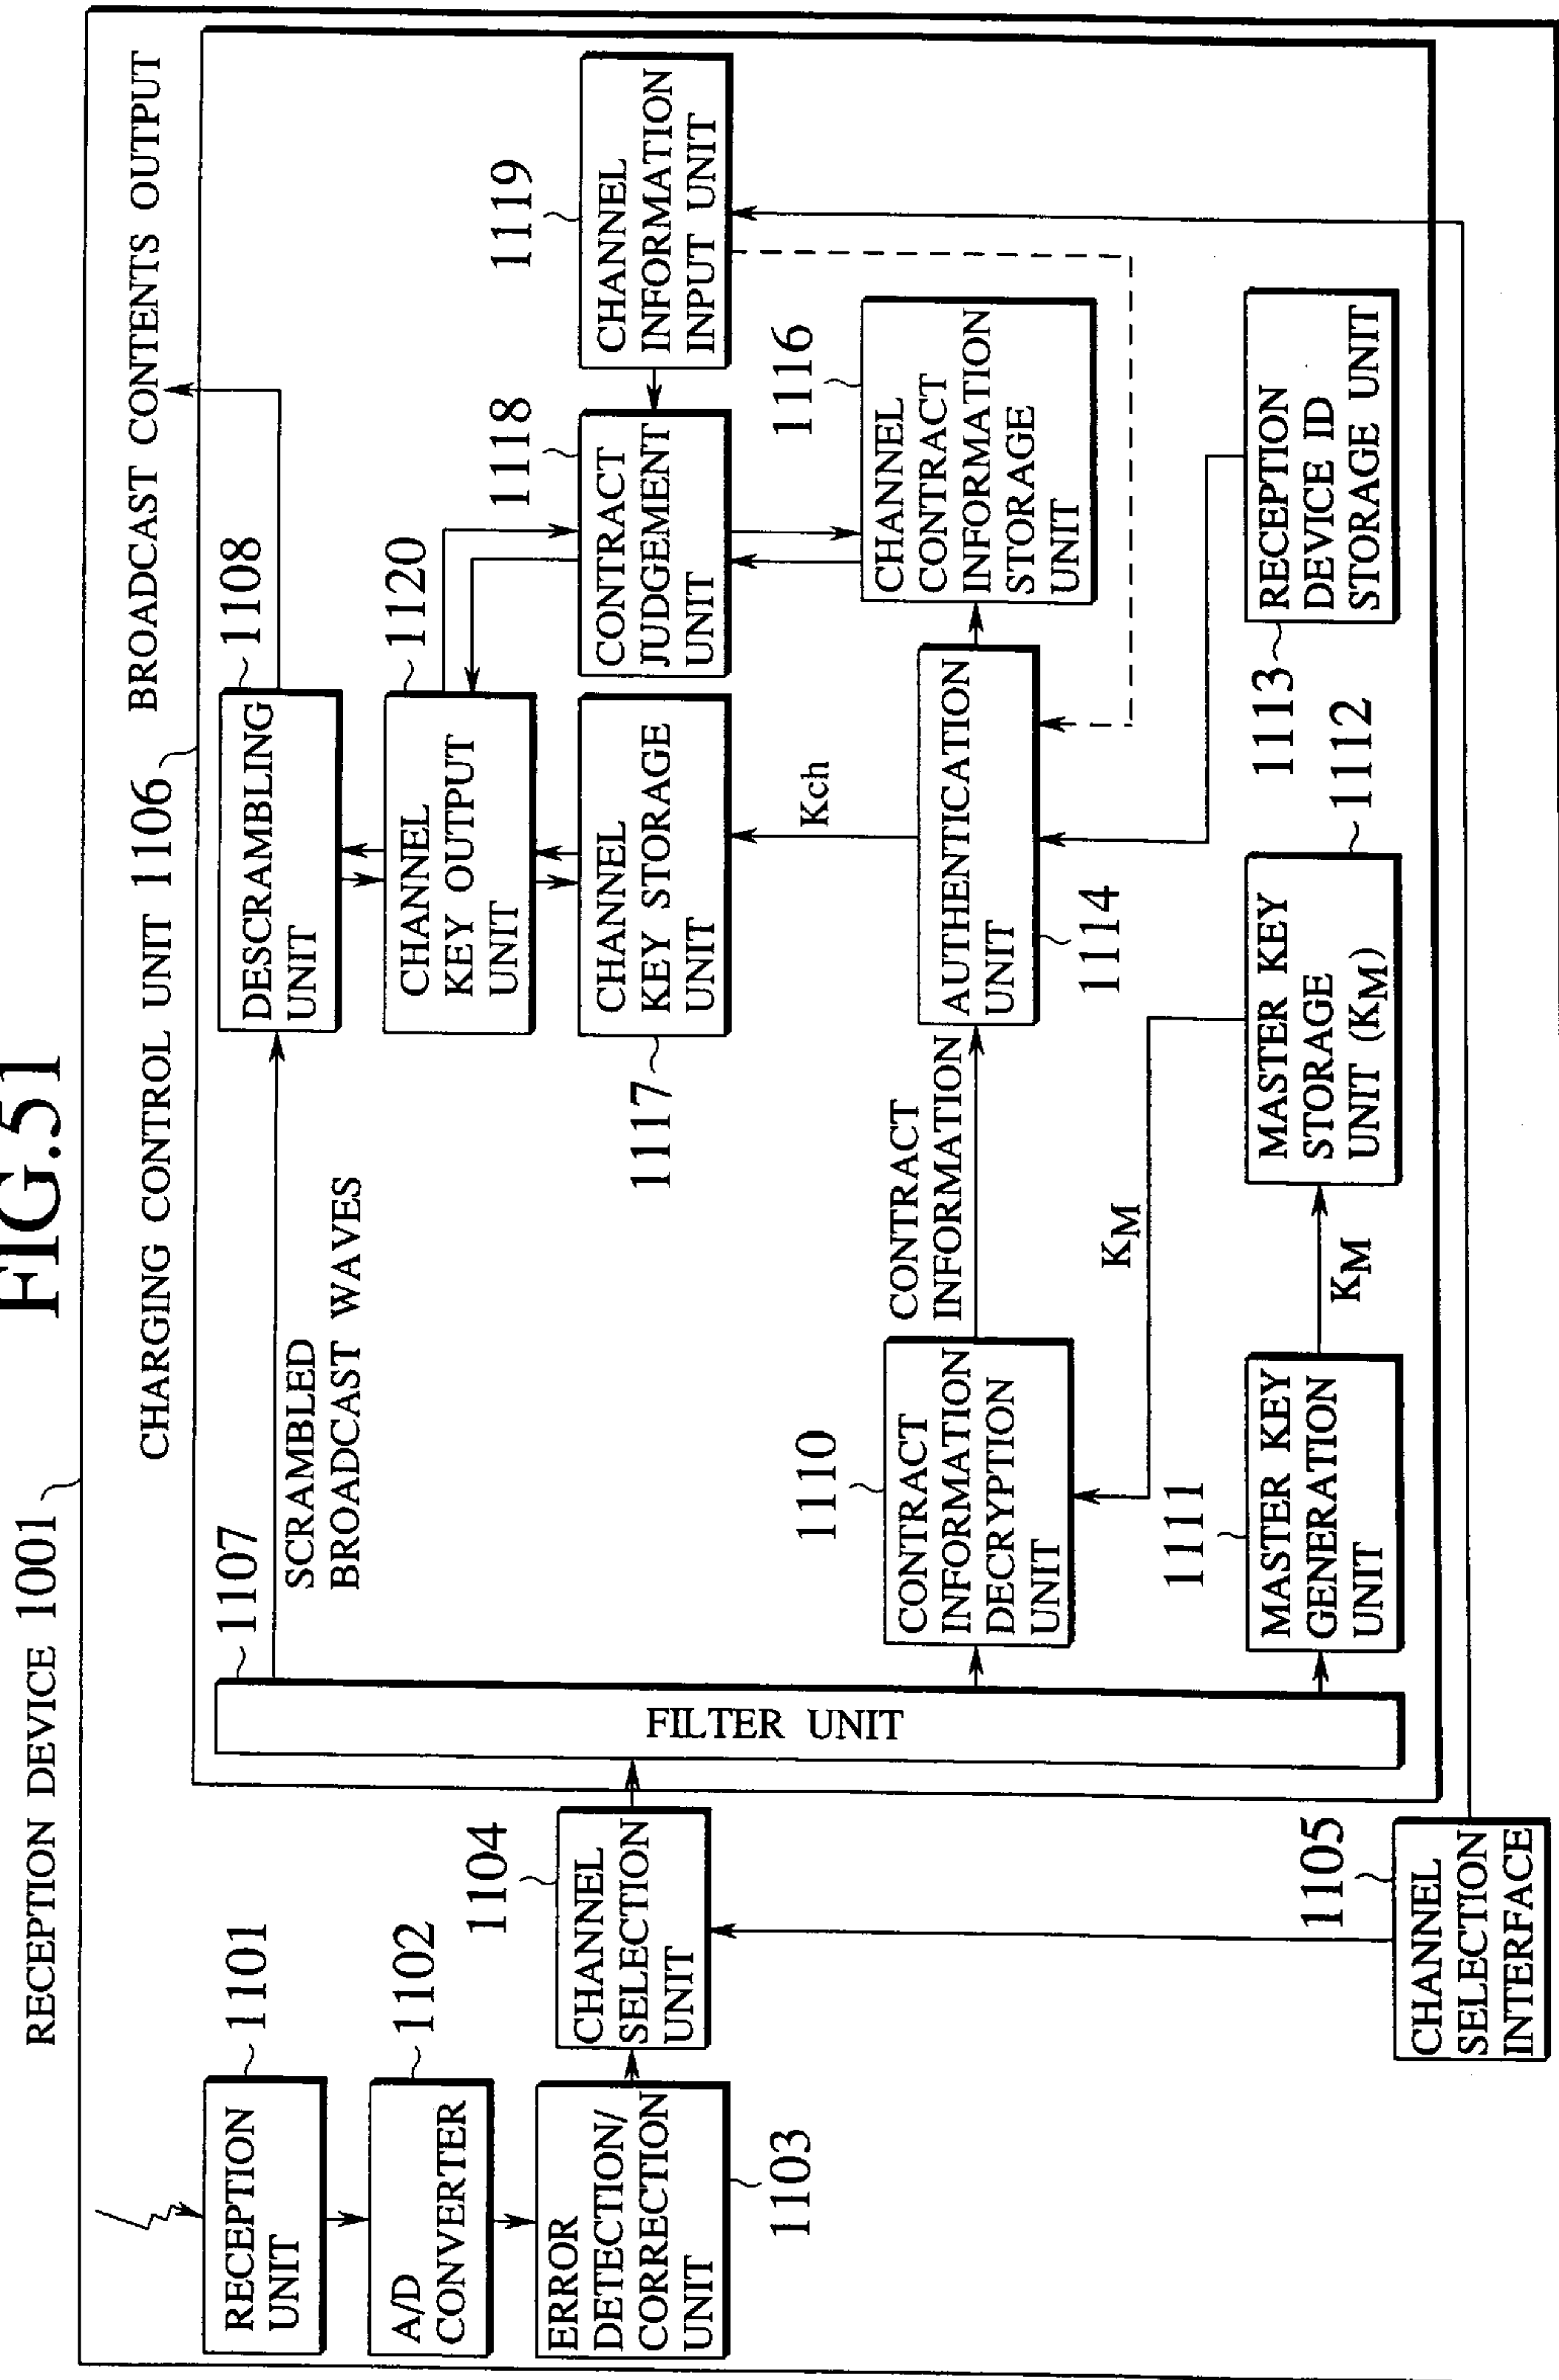 FIG.51
RECEPTION DEVICE 1001
CHARGING CONTROL UNIT 1106
BROADCAST CONTENTS OUTPUT
1101
RECEPTION
UNIT
1102
A/D
CONVERTER
ERROR
DETECTION/
CORRECTION
UNIT
1103
1104
CHANNEL
SELECTION
UNIT
1105
CHANNEL
SELECTION
INTERFACE
1107
FILTER UNIT
SCRAMBLED
BROADCAST WAVES
1108
DESCRAMBLING
UNIT
1120
CHANNEL
KEY OUTPUT
UNIT
CHANNEL
KEY STORAGE
UNIT
1117
1118
CONTRACT
JUDGEMENT
UNIT
1119
CHANNEL
INFORMATION
INPUT UNIT
1116
CHANNEL
CONTRACT
INFORMATION
STORAGE
UNIT
Kch
1110
CONTRACT
INFORMATION
DECRYPTION
UNIT
CONTRACT
INFORMATION
AUTHENTICATION
UNIT
1114
KM
1111
MASTER KEY
GENERATION
UNIT
KM
1112
MASTER KEY
STORAGE
UNIT (KM)
1113
RECEPTION
DEVICE ID
STORAGE UNIT